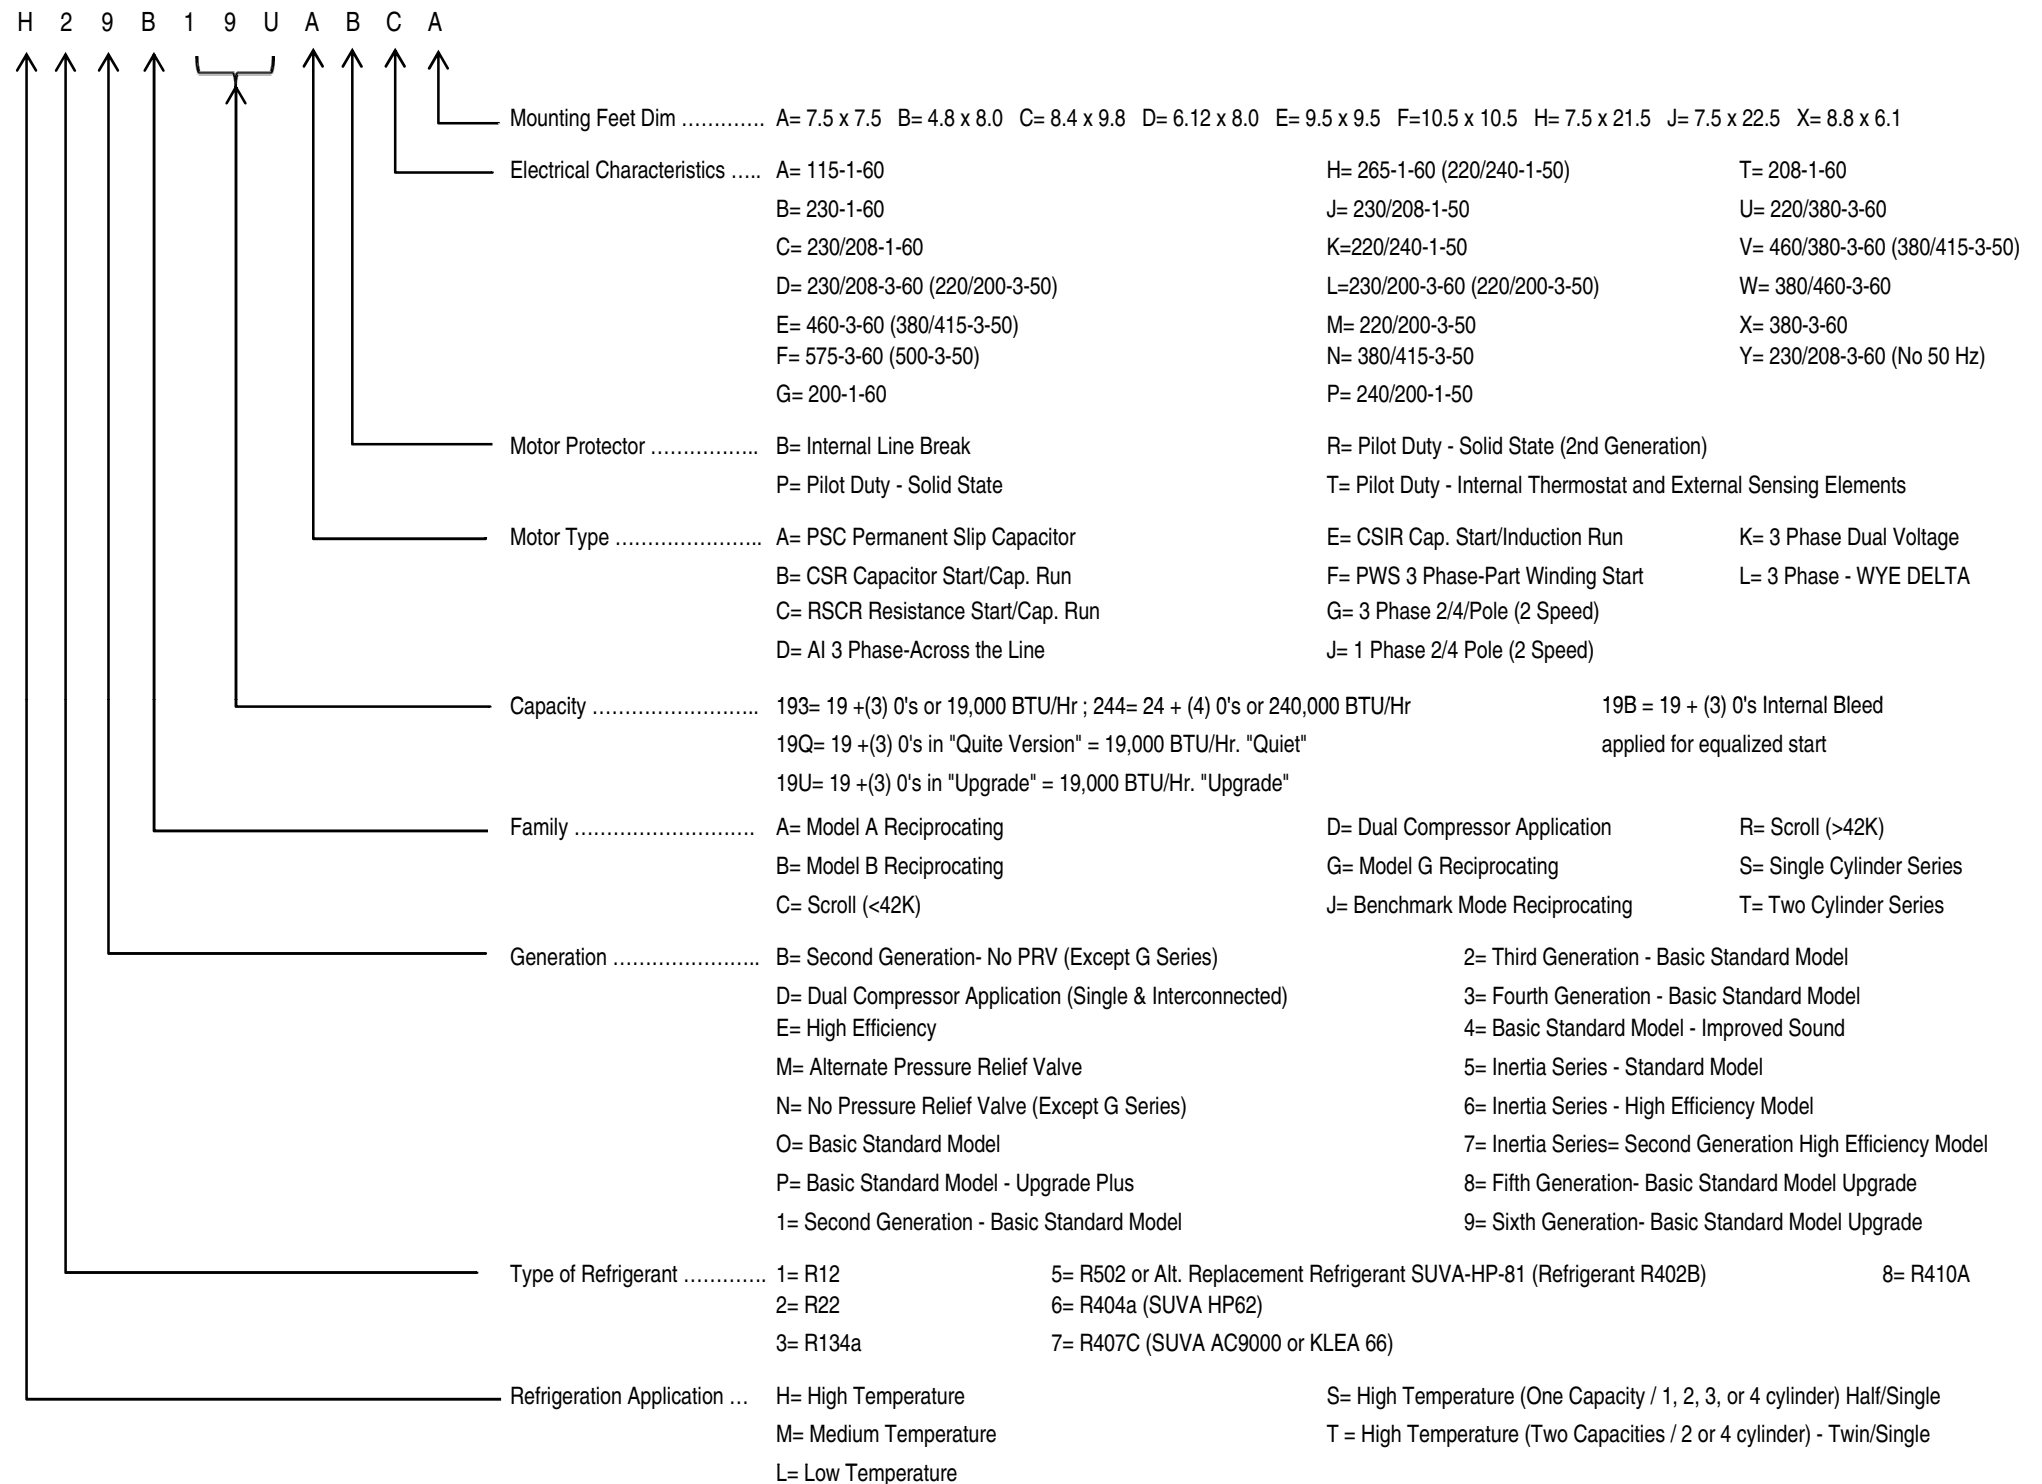 H 2 9 B 1 9 U A B C A
Mounting Feet Dim …………. A= 7.5 x 7.5 B= 4.8 x 8.0 C= 8.4 x 9.8 D= 6.12 x 8.0 E= 9.5 x 9.5 F=10.5 x 10.5 H= 7.5 x 21.5 J= 7.5 x 22.5 X= 8.8 x 6.1
Electrical Characteristics ….. A= 115-1-60 H= 265-1-60 (220/240-1-50) T= 208-1-60
B= 230-1-60 J= 230/208-1-50 U= 220/380-3-60
C= 230/208-1-60 K=220/240-1-50 V= 460/380-3-60 (380/415-3-50)
D= 230/208-3-60 (220/200-3-50) L=230/200-3-60 (220/200-3-50) W= 380/460-3-60
E= 460-3-60 (380/415-3-50) M= 220/200-3-50 X= 380-3-60
F= 575-3-60 (500-3-50) N= 380/415-3-50 Y= 230/208-3-60 (No 50 Hz)
G= 200-1-60 P= 240/200-1-50
Motor Protector …………….. B= Internal Line Break R= Pilot Duty - Solid State (2nd Generation)
P= Pilot Duty - Solid State T= Pilot Duty - Internal Thermostat and External Sensing Elements
Motor Type ………………….. A= PSC Permanent Slip Capacitor E= CSIR Cap. Start/Induction Run K= 3 Phase Dual Voltage
B= CSR Capacitor Start/Cap. Run F= PWS 3 Phase-Part Winding Start L= 3 Phase - WYE DELTA
C= RSCR Resistance Start/Cap. Run G= 3 Phase 2/4/Pole (2 Speed)
D= AI 3 Phase-Across the Line J= 1 Phase 2/4 Pole (2 Speed)
Capacity …………………….. 193= 19 +(3) 0's or 19,000 BTU/Hr ; 244= 24 + (4) 0's or 240,000 BTU/Hr 19B = 19 + (3) 0's Internal Bleed
19Q= 19 +(3) 0's in "Quite Version" = 19,000 BTU/Hr. "Quiet" applied for equalized start
19U= 19 +(3) 0's in "Upgrade" = 19,000 BTU/Hr. "Upgrade"
Family ………………………. A= Model A Reciprocating D= Dual Compressor Application R= Scroll (>42K)
B= Model B Reciprocating G= Model G Reciprocating S= Single Cylinder Series
C= Scroll (<42K) J= Benchmark Mode Reciprocating T= Two Cylinder Series
Generation ………………….. B= Second Generation- No PRV (Except G Series) 2= Third Generation - Basic Standard Model
D= Dual Compressor Application (Single & Interconnected) 3= Fourth Generation - Basic Standard Model
E= High Efficiency 4= Basic Standard Model - Improved Sound
M= Alternate Pressure Relief Valve 5= Inertia Series - Standard Model
N= No Pressure Relief Valve (Except G Series) 6= Inertia Series - High Efficiency Model
O= Basic Standard Model 7= Inertia Series= Second Generation High Efficiency Model
P= Basic Standard Model - Upgrade Plus 8= Fifth Generation- Basic Standard Model Upgrade
1= Second Generation - Basic Standard Model 9= Sixth Generation- Basic Standard Model Upgrade
Type of Refrigerant …………. 1= R12 5= R502 or Alt. Replacement Refrigerant SUVA-HP-81 (Refrigerant R402B) 8= R410A
2= R22 6= R404a (SUVA HP62)
3= R134a 7= R407C (SUVA AC9000 or KLEA 66)
Refrigeration Application … H= High Temperature S= High Temperature (One Capacity / 1, 2, 3, or 4 cylinder) Half/Single
M= Medium Temperature T = High Temperature (Two Capacities / 2 or 4 cylinder) - Twin/Single
L= Low Temperature